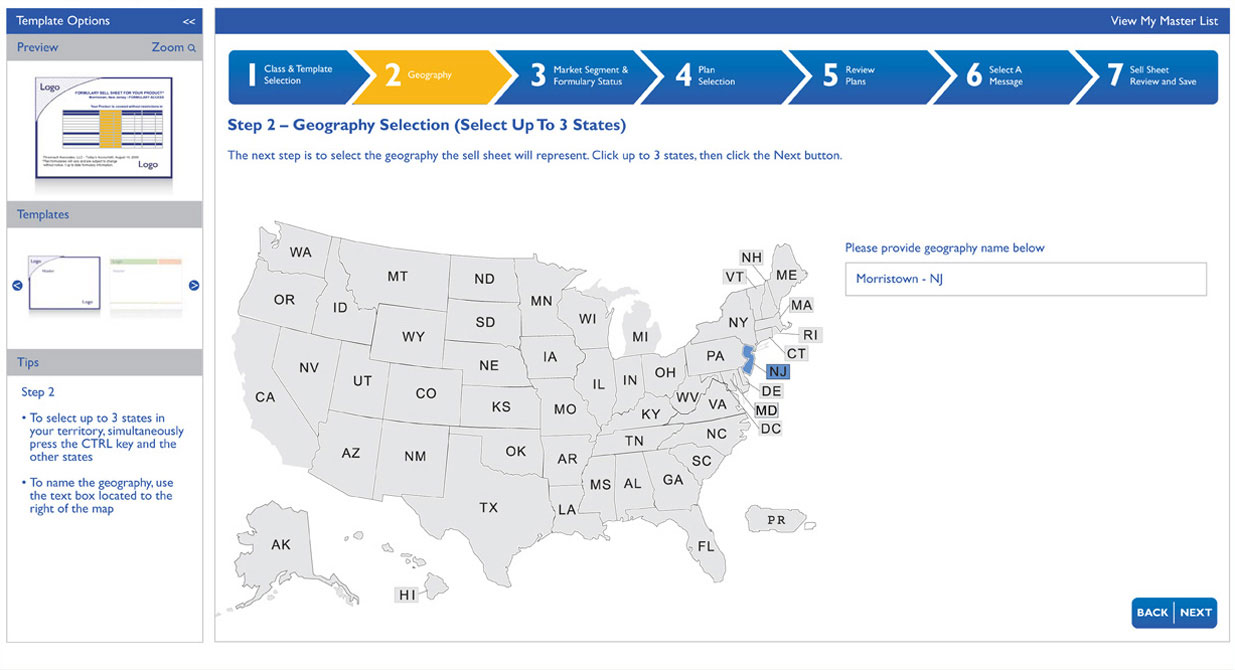 Template Options <<
Preview Zoom
Logo
FORMULARY SELL SHEET FOR YOUR PRODUCT*
Morristown, New Jersey - FORMULARY ACCESS
Logo
Templates
Logo
Header
Logo
Logo
Header
Tips
Step 2
• To select up to 3 states in
your territory, simultaneously
press the CTRL key and the
other states
• To name the geography, use
the text box located to the
right of the map
View My Master List
1 Class & Template
Selection
2 Geography
3 Market Segment &
Formulary Status
4 Plan
Selection
5 Review
Plans
6 Select A
Message
7 Sell Sheet
Review and Save
Step 2 – Geography Selection (Select Up To 3 States)
The next step is to select the geography the sell sheet will represent. Click up to 3 states, then click the Next button.
Please provide geography name below
Morristown - NJ
WA
MT
ND
MN
OR
ID
SD
WI
MI
WY
NH
VT
ME
MA
NY
RI
CT
NV
UT
CO
NE
IA
IL
IN
OH
PA
NJ
DE
MD
DC
CA
KS
MO
KY
WV
VA
AZ
NM
OK
AR
TN
NC
SC
TX
LA
MS
AL
GA
FL
PR
AK
HI
BACK NEXT